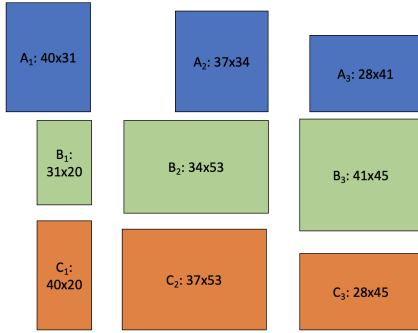 A₁: 40x31
A₂: 37x34
A₃: 28x41
B₁:
31x20
B₂: 34x53
B₃: 41x45
C₁:
40x20
C₂: 37x53
C₃: 28x45